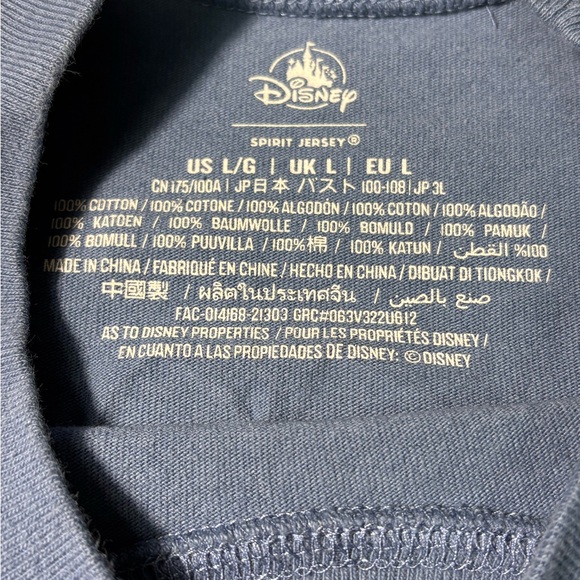 Disney
SPIRIT JERSEY®
US L/G | UK L | EU L
CN 175/100A | JP 日本 バスト 100-108 | JP 3L
100% COTTON / 100% COTONE / 100% ALGODÓN / 100% COTON / 100% ALGODÃO /
100% KATOEN / 100% BAUMWOLLE / 100% BOMULD / 100% PAMUK /
100% BOMULL / 100% PUUVILLA / 100% 棉 / 100% KATUN / 100% القطن
MADE IN CHINA / FABRIQUÉ EN CHINE / HECHO EN CHINA / DIBUAT DI TIONGKOK /
中國製 / ผลิตในประเทศจีน / صنع بالصين
FAC-014168-21303 GRC#063V322U612
AS TO DISNEY PROPERTIES / POUR LES PROPRIÉTÉS DISNEY /
EN CUANTO A LAS PROPIEDADES DE DISNEY: © DISNEY